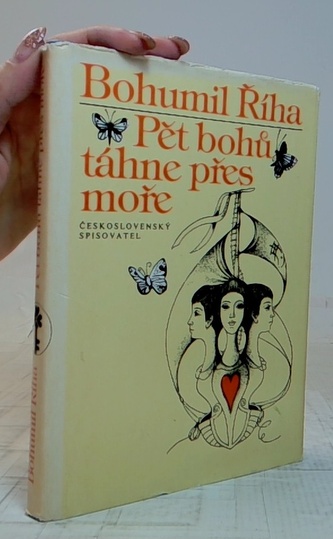 Bohumil Říha
Pět bohů
táhne přes
moře
ČESKOSLOVENSKÝ
SPISOVATEL
Bohumil Říha